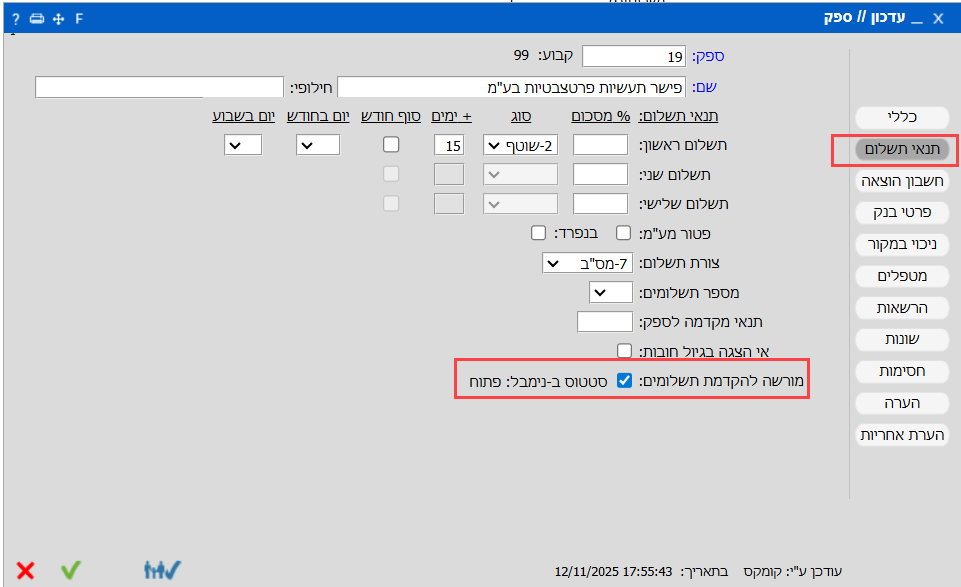 עדכון // ספק
F
?
ספק: 19 קבוע: 99
שם: פישר תעשיות פרטצבטיות בע"מ חילופי:
תנאי תשלום: % מסכום סוג + ימים סוף חודש יום בחודש יום בשבוע
תשלום ראשון: 2-שוטף 15
תשלום שני:
תשלום שלישי:
פטור מע"מ: בנפרד:
צורת תשלום: 7-מס"ב
מספר תשלומים:
תנאי מקדמה לספק:
אי הצגה בגיול חובות:
מורשה להקדמת תשלומים: סטטוס ב-נימבל: פתוח
כללי
תנאי תשלום
חשבון הוצאה
פרטי בנק
ניכוי במקור
מטפלים
הרשאות
שונות
חסימות
הערה
הערת אחריות
עודכן ע"י: קומקס בתאריך: 12/11/2025 17:55:43